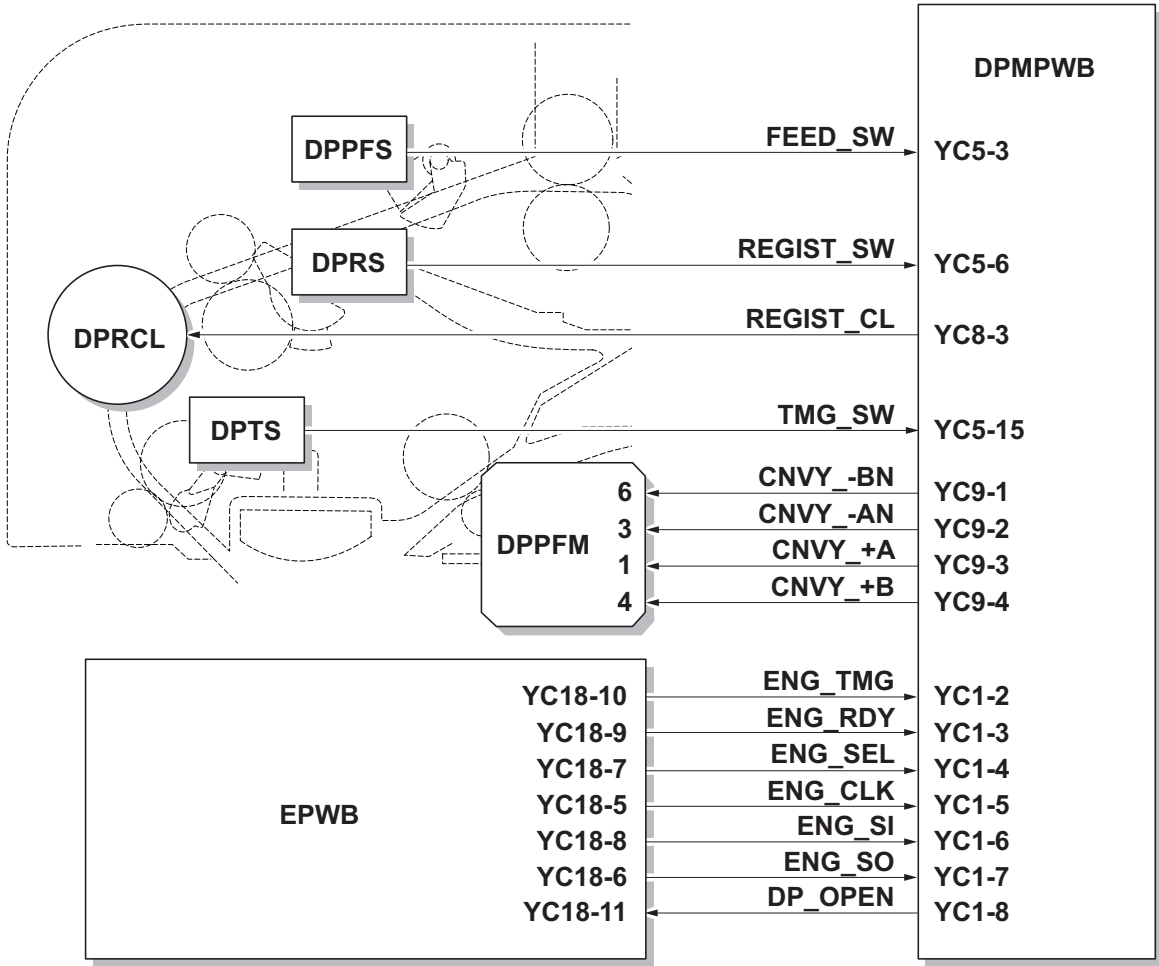 DPMPWB
DPPFS FEED_SW YC5-3
DPRS REGIST_SW YC5-6
DPRCL REGIST_CL YC8-3
DPTS TMG_SW YC5-15
DPPFM
6 CNVY_-BN YC9-1
3 CNVY_-AN YC9-2
1 CNVY_+A YC9-3
4 CNVY_+B YC9-4
EPWB
YC18-10 ENG_TMG YC1-2
YC18-9 ENG_RDY YC1-3
YC18-7 ENG_SEL YC1-4
YC18-5 ENG_CLK YC1-5
YC18-8 ENG_SI YC1-6
YC18-6 ENG_SO YC1-7
YC18-11 DP_OPEN YC1-8